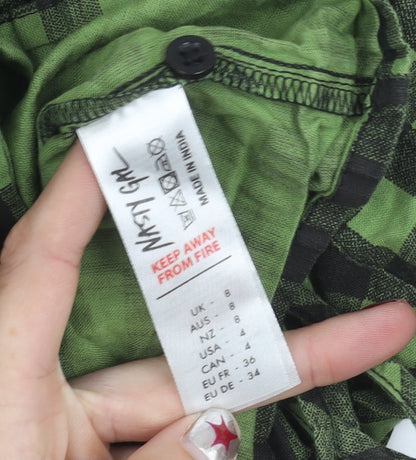 MADE IN INDIA
NASTY GAL
KEEP AWAY
FROM FIRE
UK - 8
AUS - 8
NZ - 8
USA - 4
CAN - 4
EU FR - 36
EU DE - 34